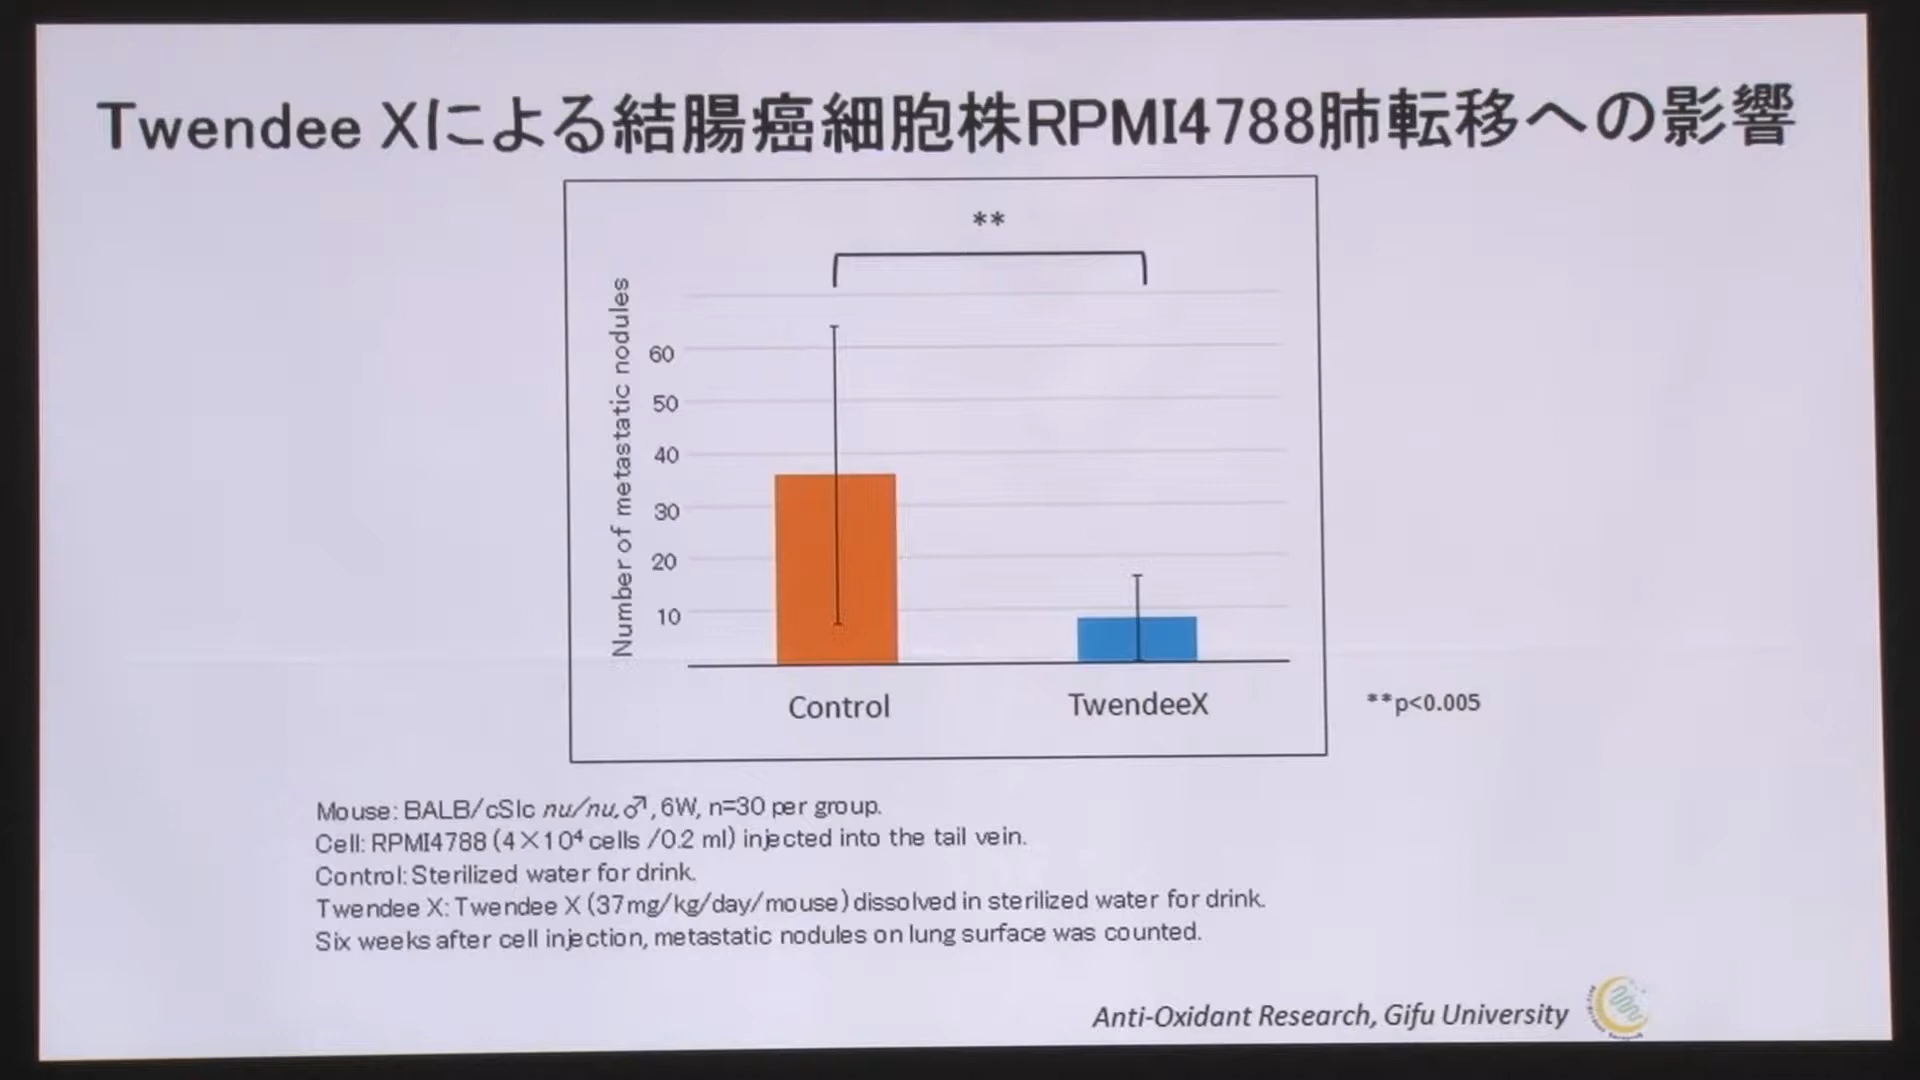 Twendee Xによる結腸癌細胞株RPMI4788肺転移への影響
**
Number of metastatic nodules
60
50
40
30
20
10
Control
TwendeeX
**p<0.005
Mouse: BALB/cSlc nu/nu,♂, 6W, n=30 per group.
Cell: RPMI4788 (4×10⁴ cells /0.2 ml) injected into the tail vein.
Control: Sterilized water for drink.
Twendee X: Twendee X (37mg/kg/day/mouse) dissolved in sterilized water for drink.
Six weeks after cell injection, metastatic nodules on lung surface was counted.
Anti-Oxidant Research, Gifu University